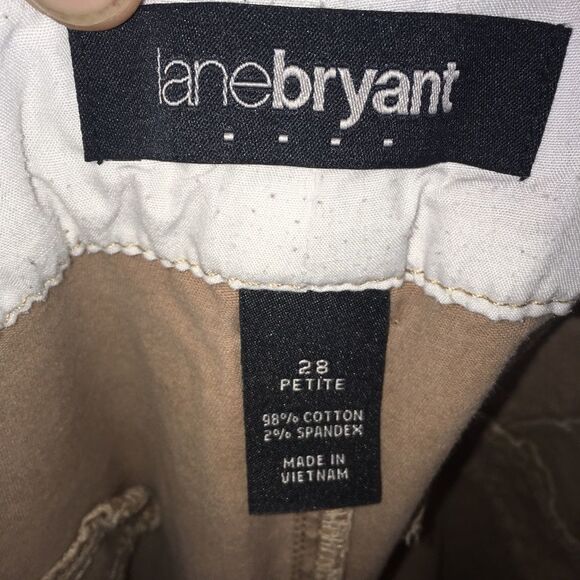 lanebryant
28
PETITE
98% COTTON
2% SPANDEX
MADE IN
VIETNAM